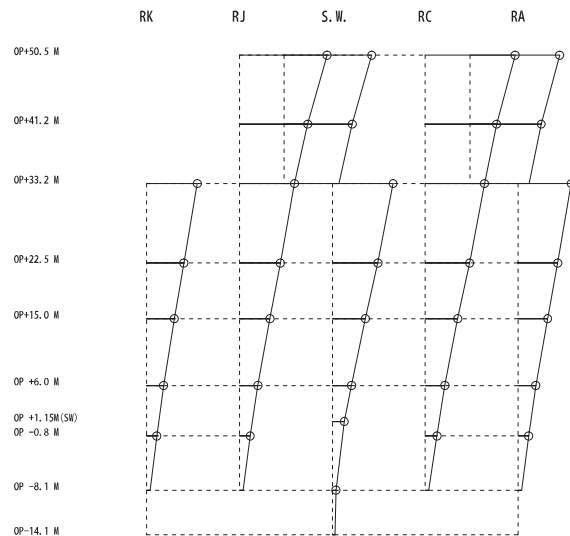 RK RJ S.W. RC RA
OP+50.5 M
OP+41.2 M
OP+33.2 M
OP+22.5 M
OP+15.0 M
OP +6.0 M
OP +1.15M(SW)
OP -0.8 M
OP -8.1 M
OP-14.1 M